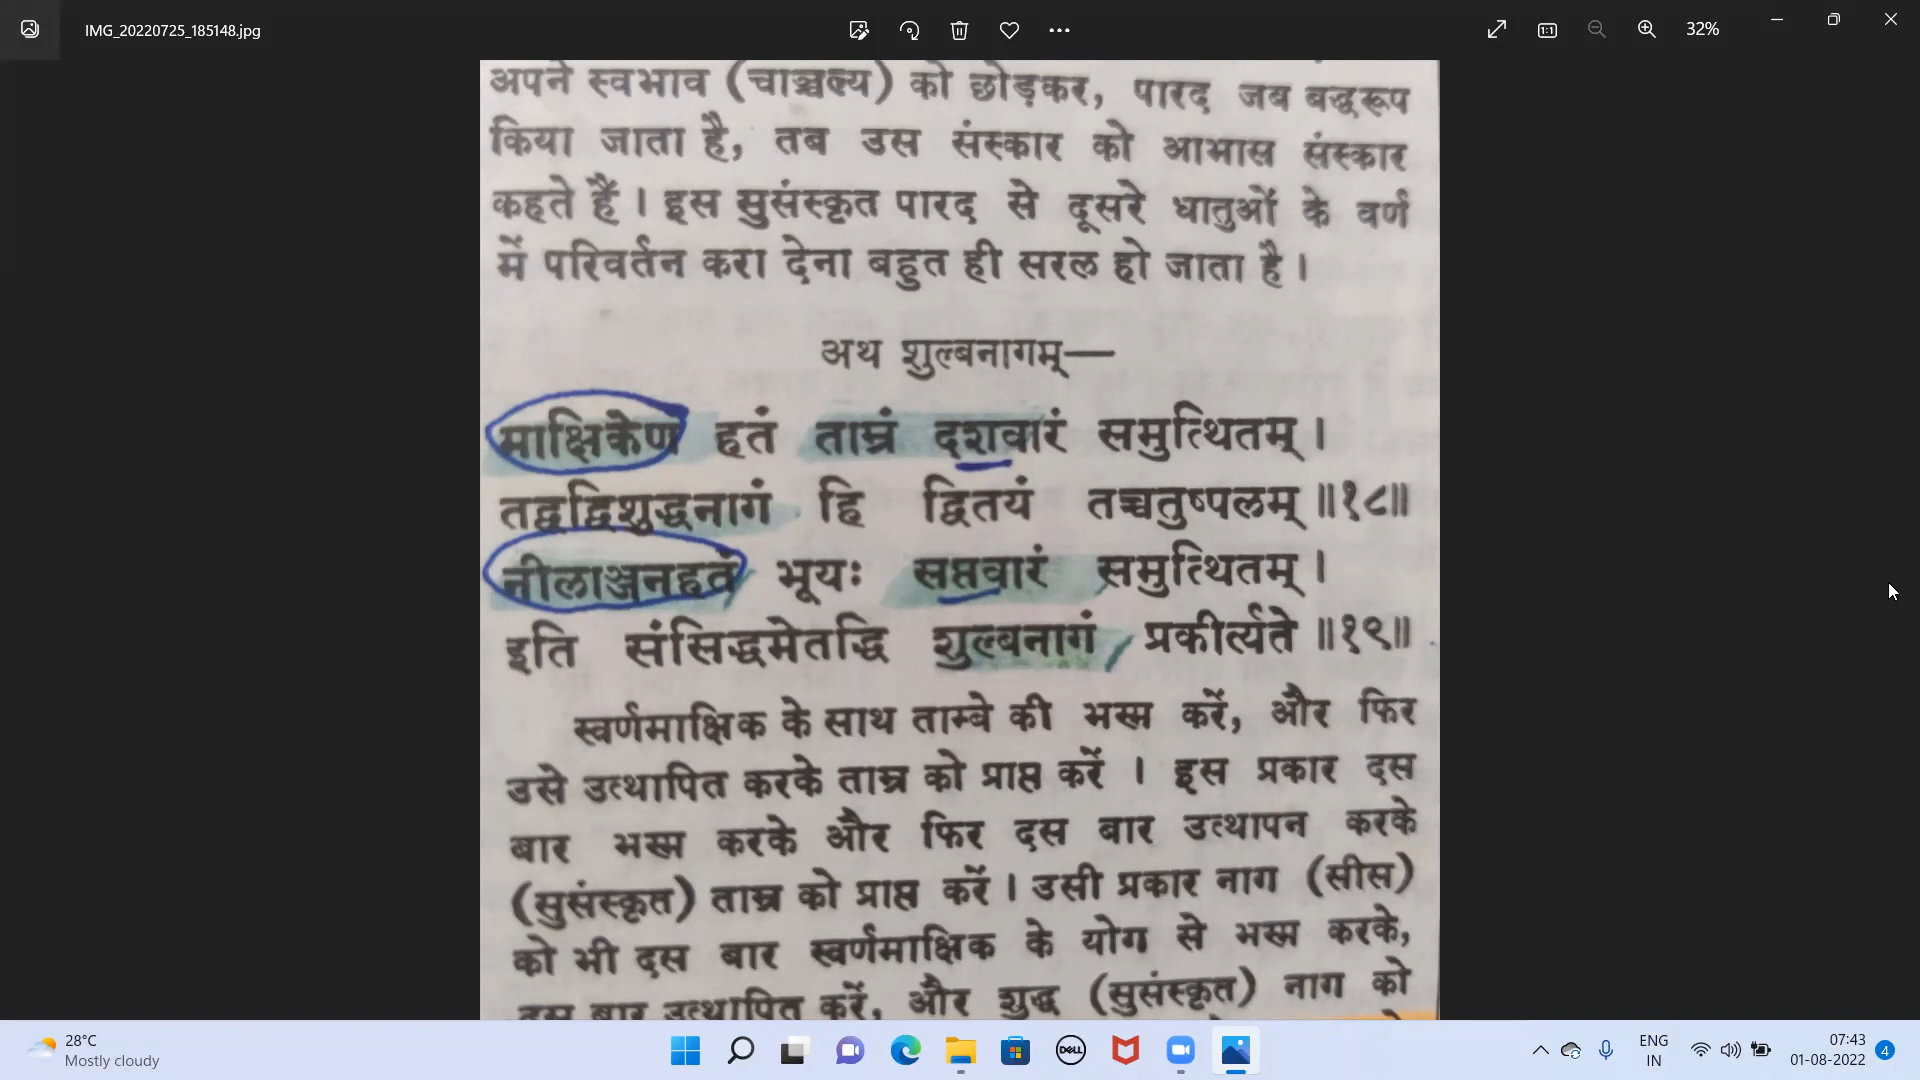 IMG_20220725_185148.jpg
32%
अपने स्वभाव (चाञ्चल्य) को छोड़कर, पारद जब बद्धरूप
किया जाता है, तब उस संस्कार को आभास संस्कार
कहते हैं । इस सुसंस्कृत पारद से दूसरे धातुओं के वर्ण
में परिवर्तन करा देना बहुत ही सरल हो जाता है ।
अथ शुल्बनागम्—
माक्षिकेण हतं ताम्रं दशवारं समुत्थितम् ।
तद्वद्विशुद्धनागं हि द्वितयं तच्चतुष्पलम् ॥१८॥
नीलाञ्जनहतं भूयः सप्तवारं समुत्थितम् ।
इति संसिद्धमेतद्धि शुल्बनागं प्रकीर्त्यते ॥१९॥
स्वर्णमाक्षिक के साथ ताम्बे की भस्म करें, और फिर
उसे उत्थापित करके ताम्र को प्राप्त करें । इस प्रकार दस
बार भस्म करके और फिर दस बार उत्थापन करके
(सुसंस्कृत) ताम्र को प्राप्त करें । उसी प्रकार नाग (सीस)
को भी दस बार स्वर्णमाक्षिक के योग से भस्म करके,
दस बार उत्थापित करें, और शुद्ध (सुसंस्कृत) नाग को
28°C
Mostly cloudy
DELL
ENG
IN
07:43
01-08-2022
4